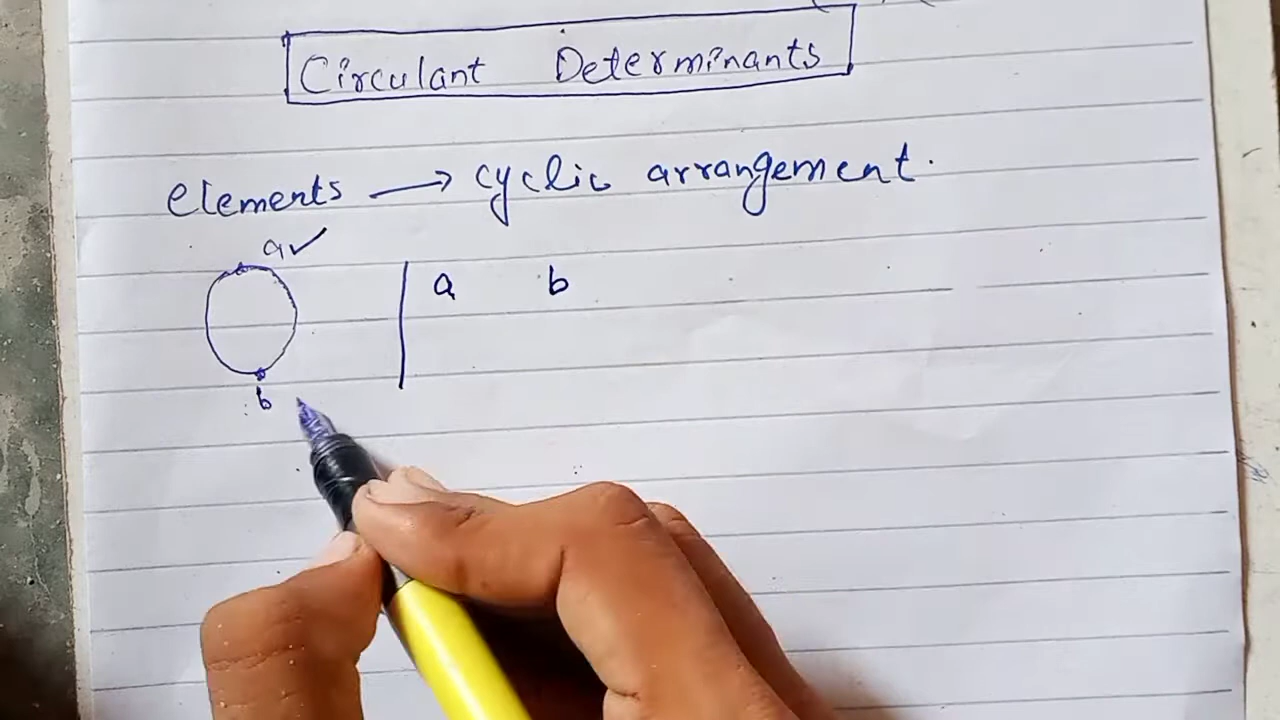 Circulant Determinants
elements → cyclic arrangement.
a✓
a b
b